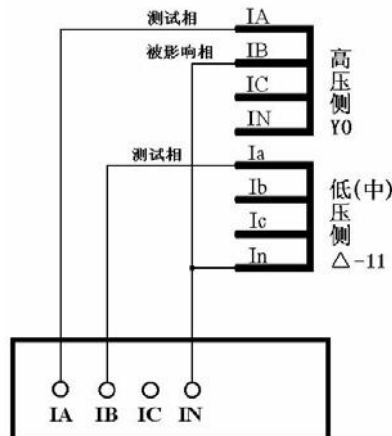 测试相 IA
被影响相 IB
IC
IN
高压侧 Y0
测试相 Ia
Ib
Ic
In
低(中)压侧 △-11
IA IB IC IN